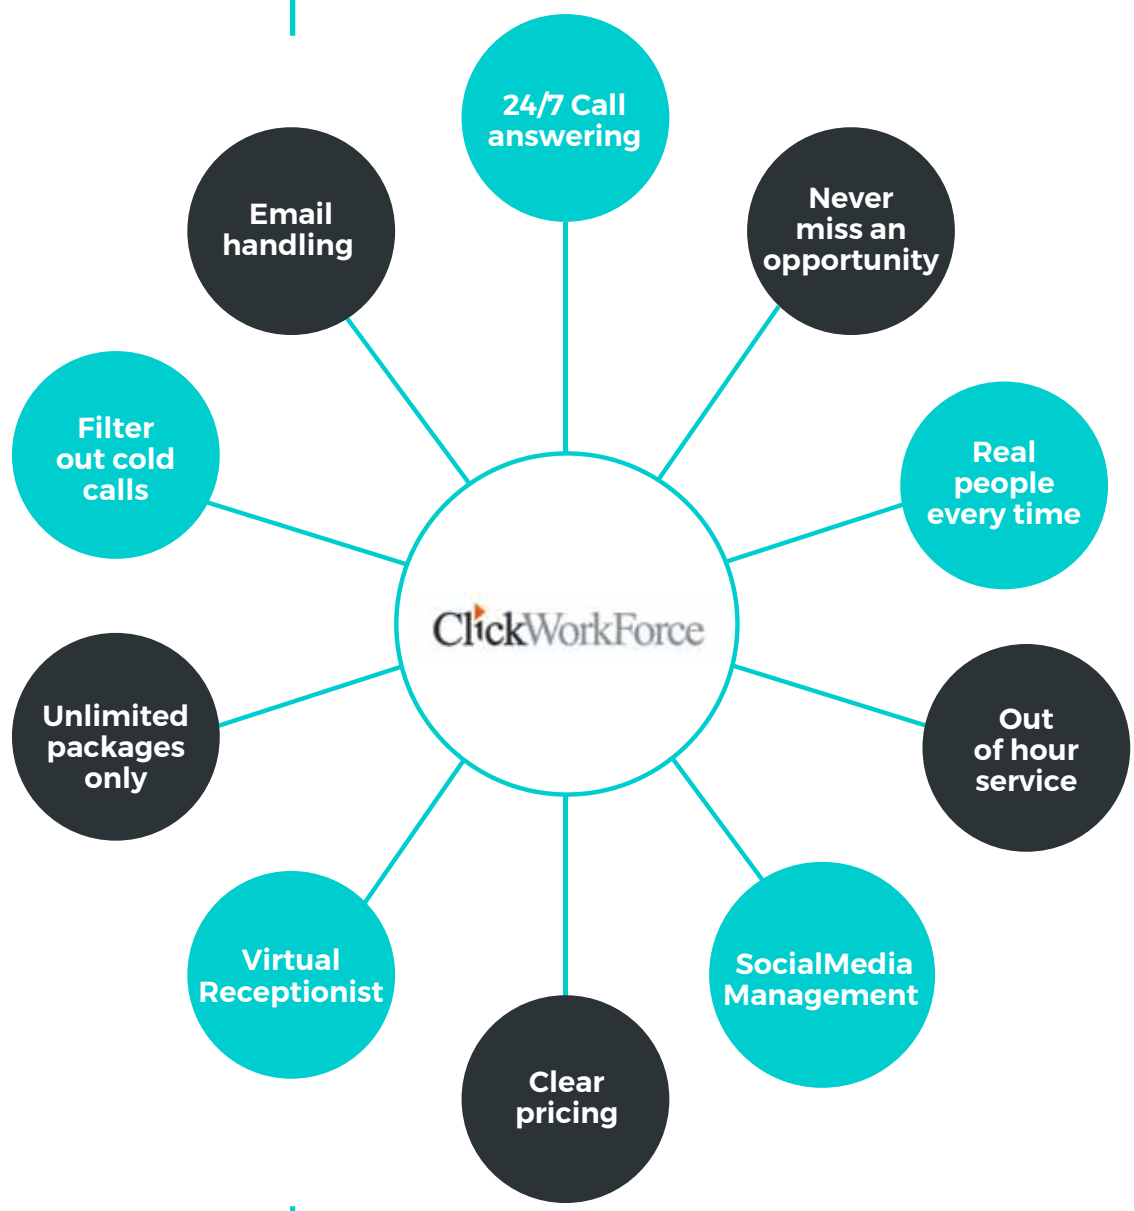 24/7 Call
answering
Never
miss an
opportunity
Real
people
every time
Out
of hour
service
SocialMedia
Management
Clear
pricing
Virtual
Receptionist
Unlimited
packages
only
Filter
out cold
calls
Email
handling
ClickWorkForce